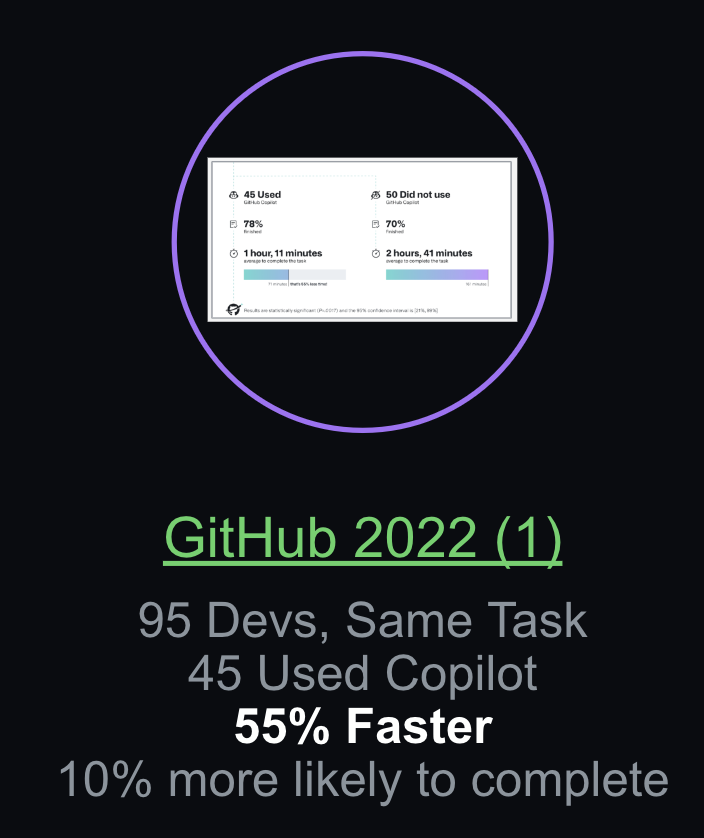 45 Used
GitHub Copilot
50 Did not use
GitHub Copilot
78%
finished
70%
finished
1 hour, 11 minutes
average to complete the task
2 hours, 41 minutes
average to complete the task
71 minutes
that's 55% less time!
161 minutes
Results are statistically significant (P=.0017) and the 95% confidence interval is [21%, 89%]
GitHub 2022 (1)
95 Devs, Same Task
45 Used Copilot
55% Faster
10% more likely to complete